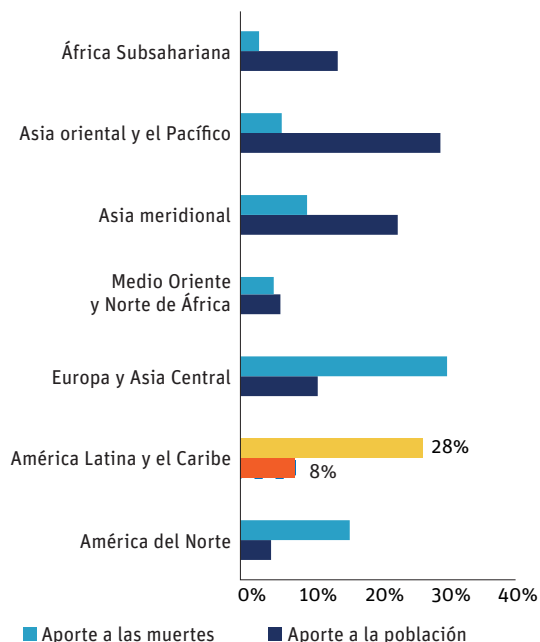 África Subsahariana
Asia oriental y el Pacífico
Asia meridional
Medio Oriente
y Norte de África
Europa y Asia Central
América Latina y el Caribe
28%
8%
América del Norte
0% 10% 20% 30% 40%
Aporte a las muertes Aporte a la población